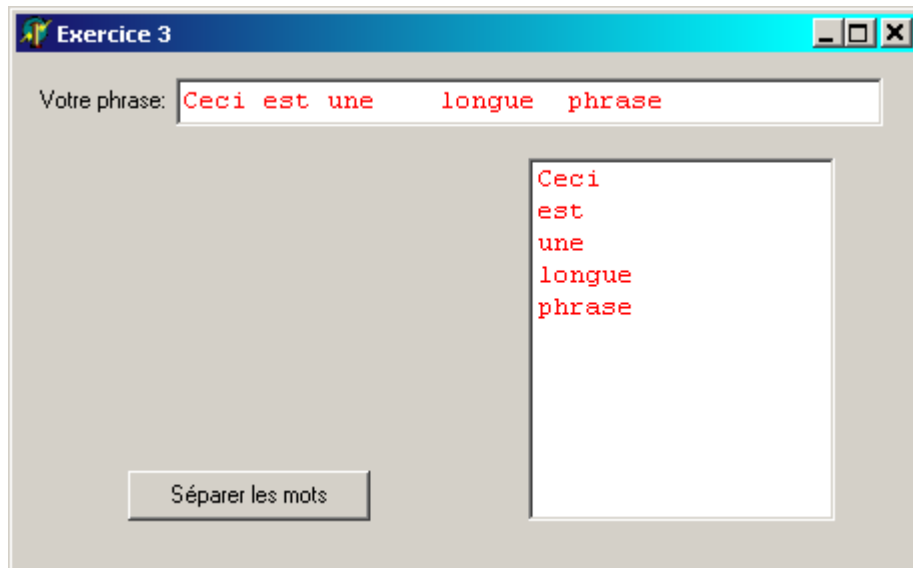 Exercice 3
Votre phrase: Ceci est une    longue  phrase
Ceci
est
une
longue
phrase
Séparer les mots